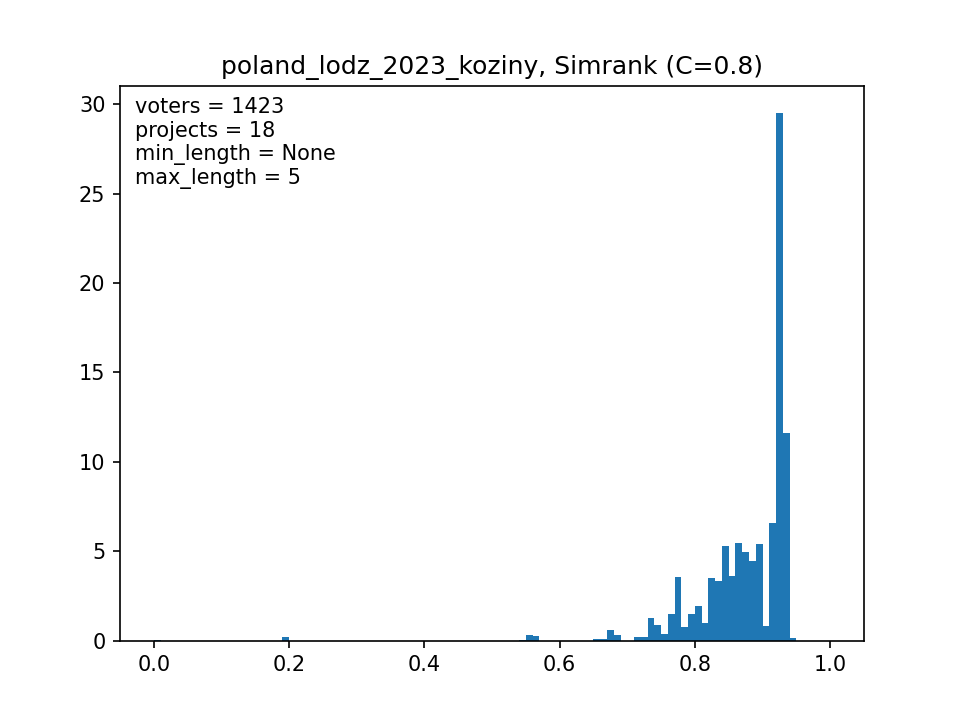 poland_lodz_2023_koziny, Simrank (C=0.8)
voters = 1423
projects = 18
min_length = None
max_length = 5
30
25
20
15
10
5
0
0.0 0.2 0.4 0.6 0.8 1.0